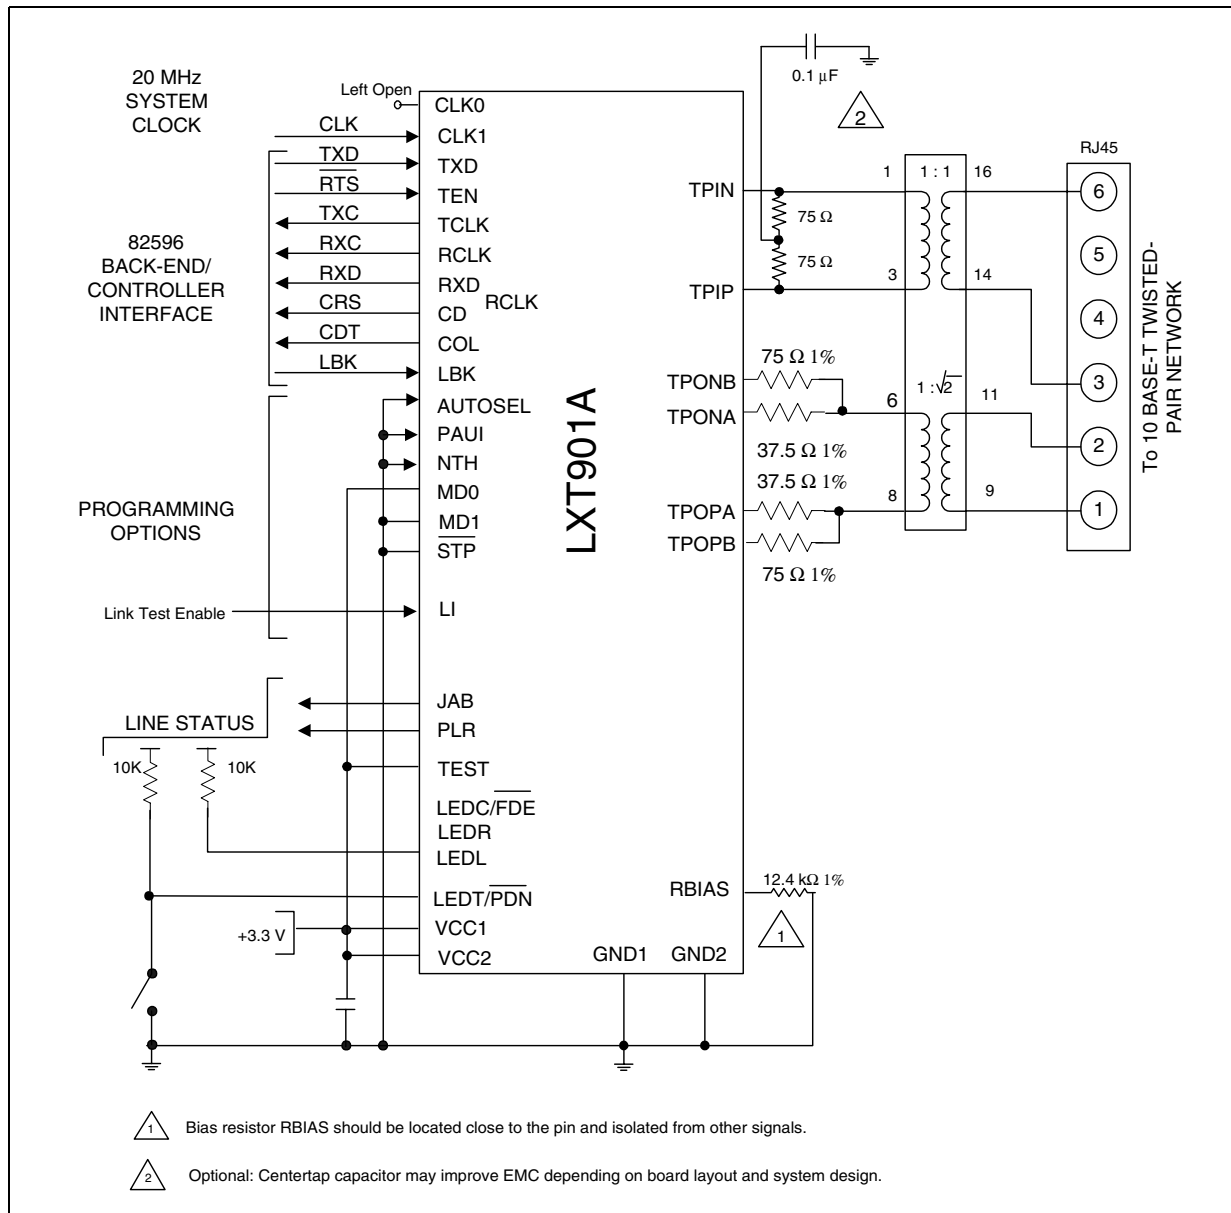 20 MHz
SYSTEM
CLOCK
82596
BACK-END/
CONTROLLER
INTERFACE
PROGRAMMING
OPTIONS
Link Test Enable
LINE STATUS
10K
10K
+3.3 V
Left Open
CLK
TXD
RTS
TXC
RXC
RXD
CRS
CDT
LBK
CLK0
CLK1
TXD
TEN
TCLK
RCLK
RXD
RCLK
CD
COL
LBK
AUTOSEL
PAUI
NTH
MD0
MD1
STP
LI
JAB
PLR
TEST
LEDC/FDE
LEDR
LEDL
LEDT/PDN
VCC1
VCC2
LXT901A
GND1
GND2
TPIN
TPIP
TPONB
TPONA
TPOPA
TPOPB
RBIAS
0.1 µF
2
75 Ω
75 Ω
75 Ω 1%
37.5 Ω 1%
37.5 Ω 1%
75 Ω 1%
12.4 kΩ 1%
1
1
1 : 1
16
3
14
6
1 :√2
11
8
9
RJ45
6
5
4
3
2
1
To 10 BASE-T TWISTED-
PAIR NETWORK
1 Bias resistor RBIAS should be located close to the pin and isolated from other signals.
2 Optional: Centertap capacitor may improve EMC depending on board layout and system design.